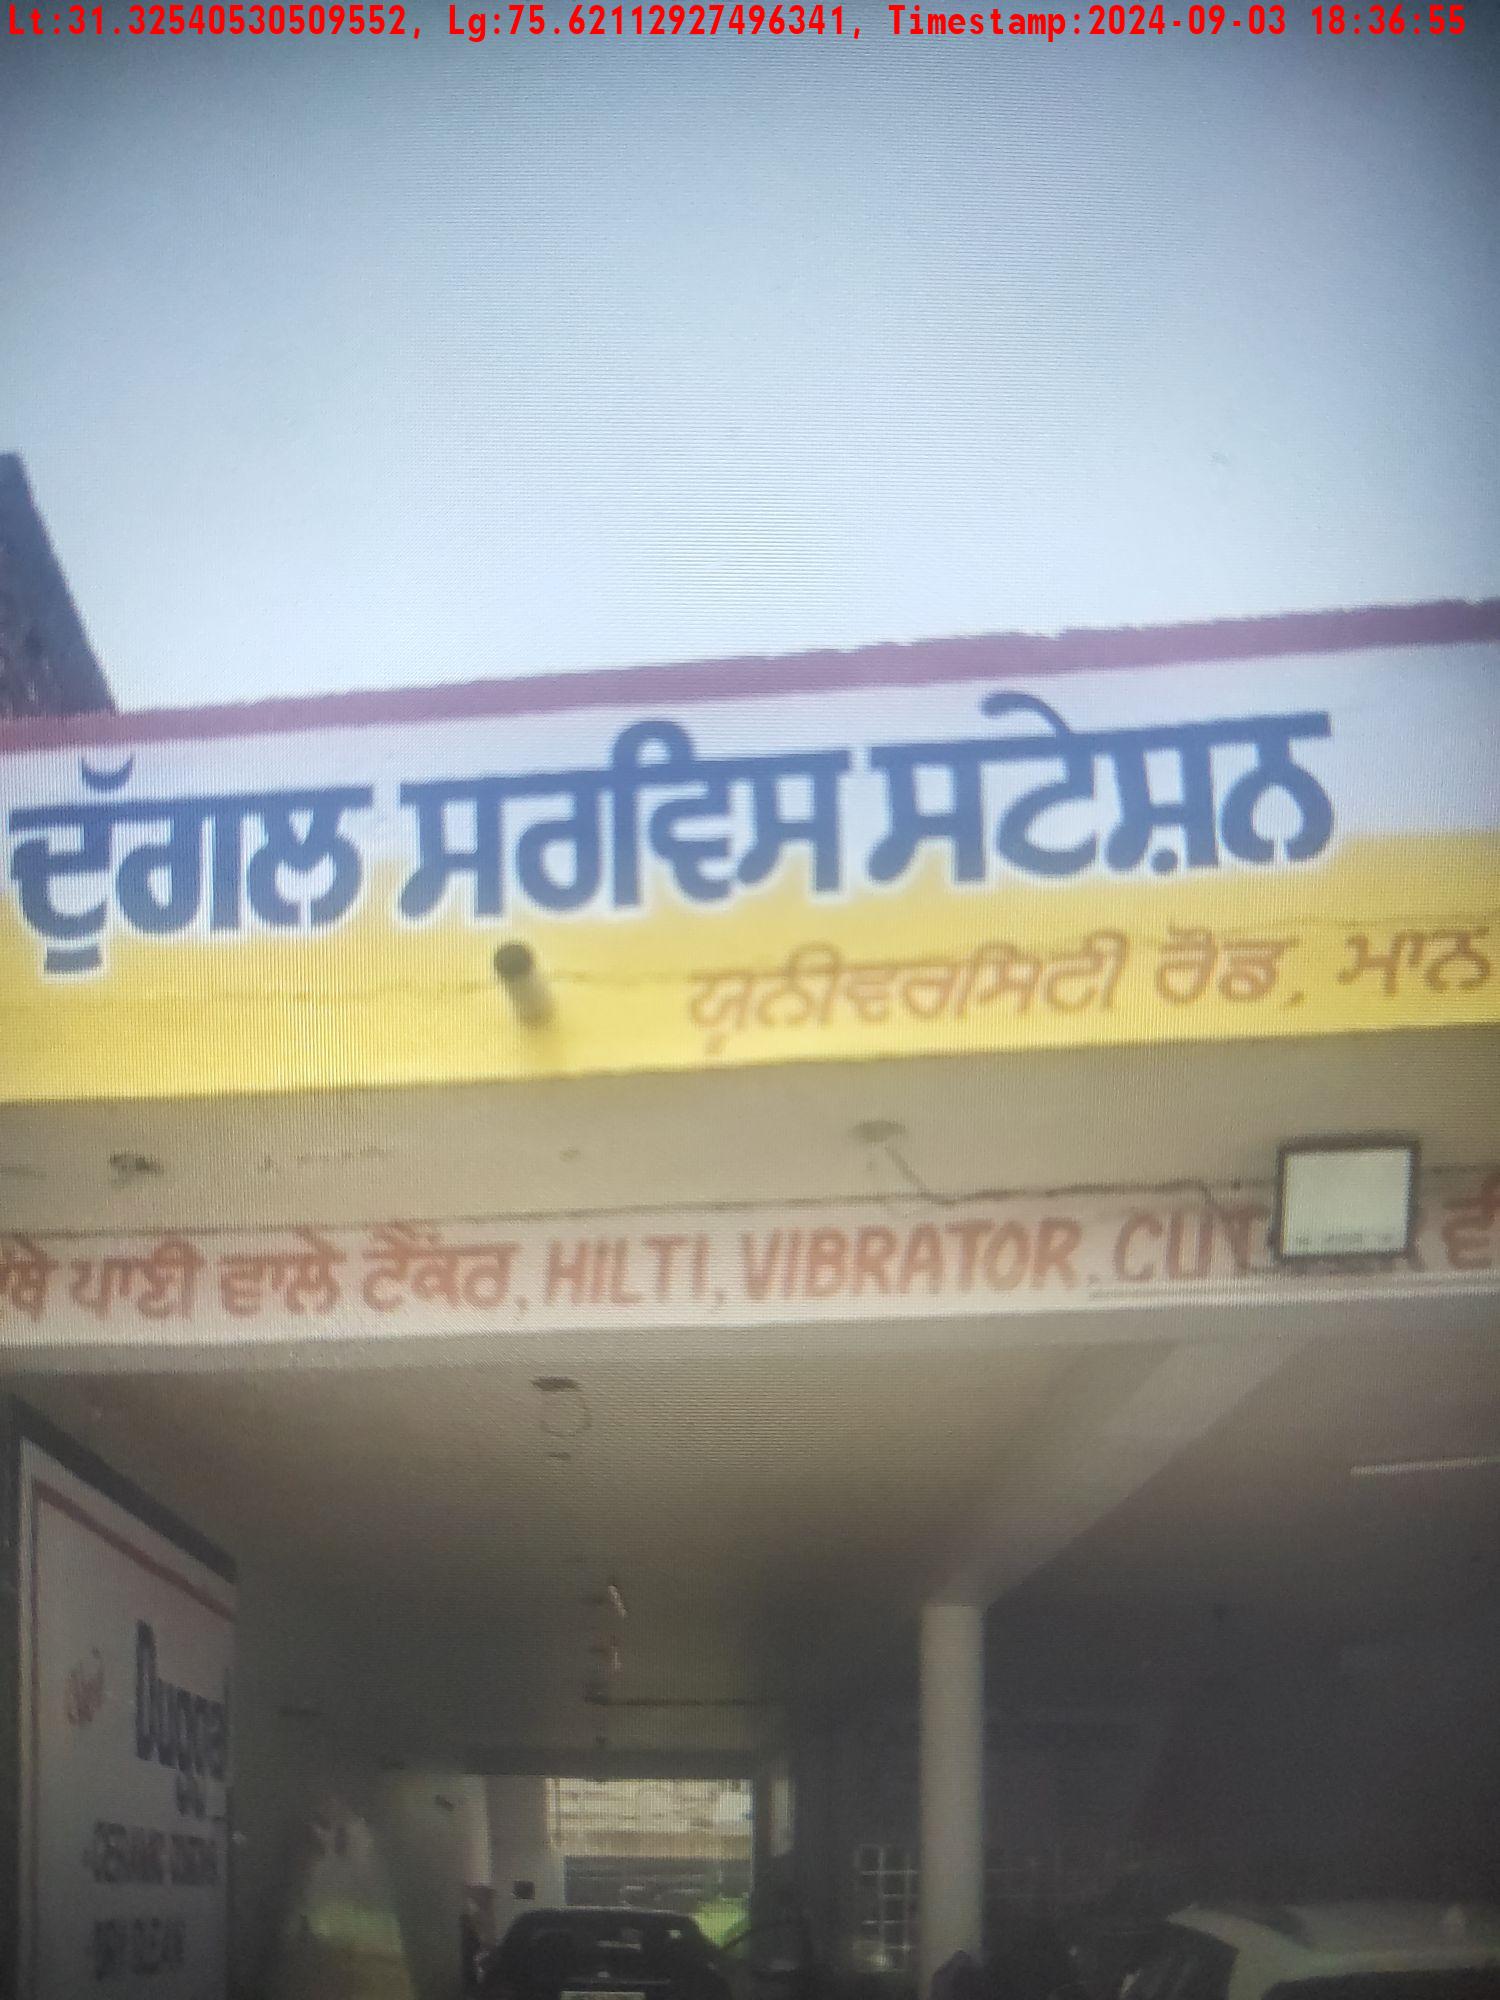 Lt:31.32540530509552, Lg:75.62112927496341, Timestamp:2024-09-03 18:36:55
ਦੁੱਗਲ ਸਰਵਿਸ ਸਟੇਸ਼ਨ
ਯੂਨੀਵਰਸਿਟੀ ਰੋਡ, ਮਾਨ
ਪਾਣੀ ਵਾਲੇ ਟੈਂਕਰ, HILTI, VIBRATOR, ਵੀ
Duggal